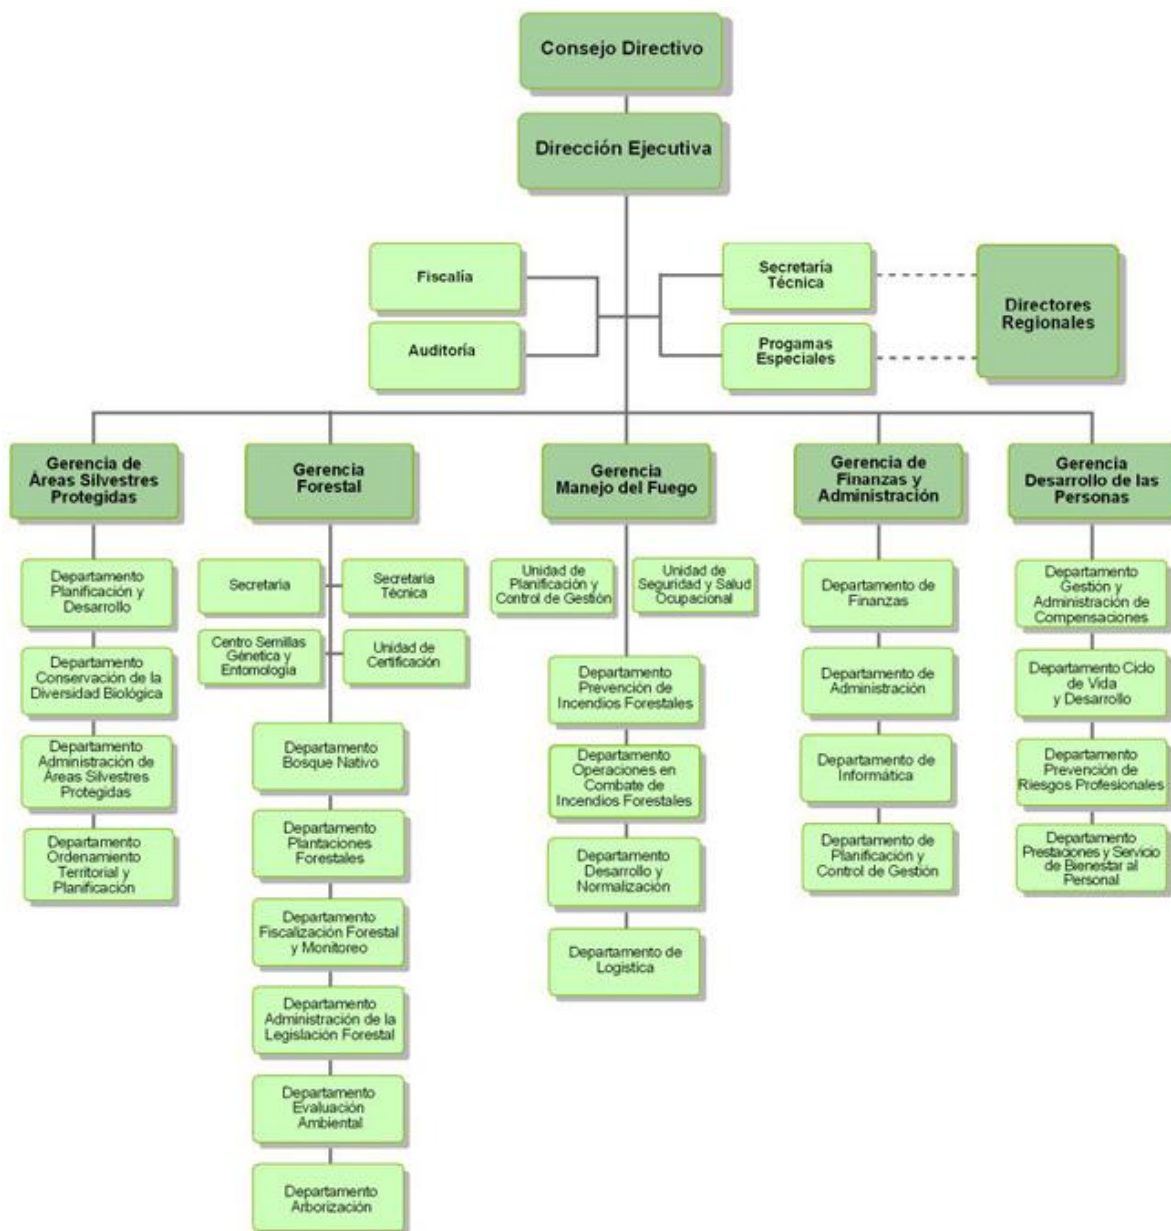 Consejo Directivo
Dirección Ejecutiva
Fiscalía
Auditoría
Secretaría
Técnica
Progamas
Especiales
Directores
Regionales
Gerencia de
Áreas Silvestres
Protegidas
Departamento
Planificación y
Desarrollo
Departamento
Conservación de la
Diversidad Biológica
Departamento
Administración de
Áreas Silvestres
Protegidas
Departamento
Ordenamiento
Territorial y
Planificación
Gerencia
Forestal
Secretaria
Secretaria
Técnica
Centro Semillas
Génetica y
Entomología
Unidad de
Certificación
Departamento
Bosque Nativo
Departamento
Plantaciones
Forestales
Departamento
Fiscalización Forestal
y Monitoreo
Departamento
Administración de la
Legislación Forestal
Departamento
Evaluación
Ambiental
Departamento
Arborización
Gerencia
Manejo del Fuego
Unidad de
Planificación y
Control de Gestión
Unidad de
Seguridad y Salud
Ocupacional
Departamento
Prevención de
Incendios Forestales
Departamento
Operaciones en
Combate de
Incendios Forestales
Departamento
Desarrollo y
Normalización
Departamento de
Logística
Gerencia de
Finanzas y
Administración
Departamento de
Finanzas
Departamento
de Administración
Departamento de
Informática
Departamento de
Planificación y
Control de Gestión
Gerencia
Desarrollo de las
Personas
Departamento
Gestión y
Administración de
Compensaciones
Departamento Ciclo
de Vida
y Desarrollo
Departamento
Prevención de
Riesgos Profesionales
Departamento
Prestaciones y Servicio
de Bienestar al
Personal